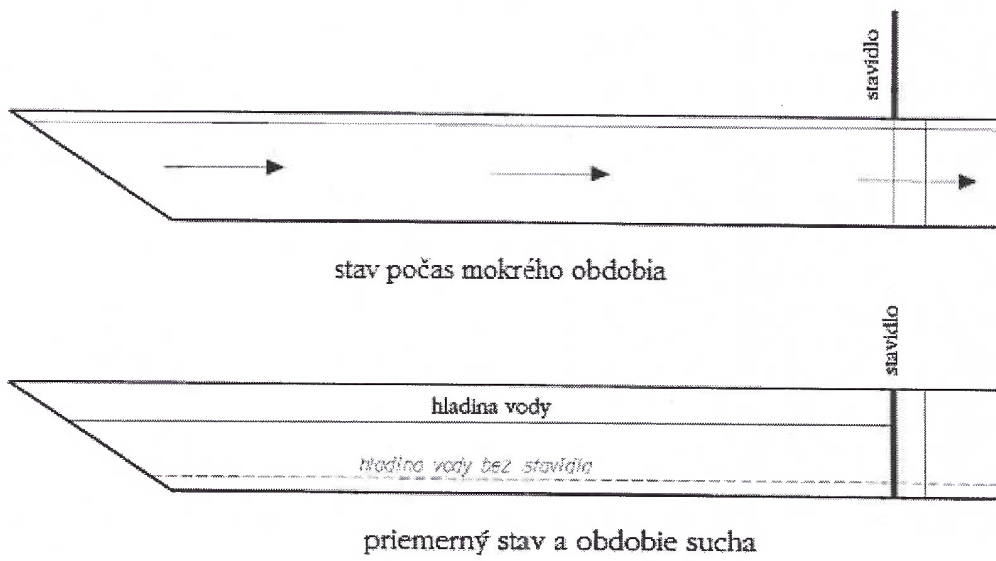 stavidlo
stav počas mokrého obdobia
stavidlo
hladina vody
hladina vody bez stavidla
priemerný stav a obdobie sucha